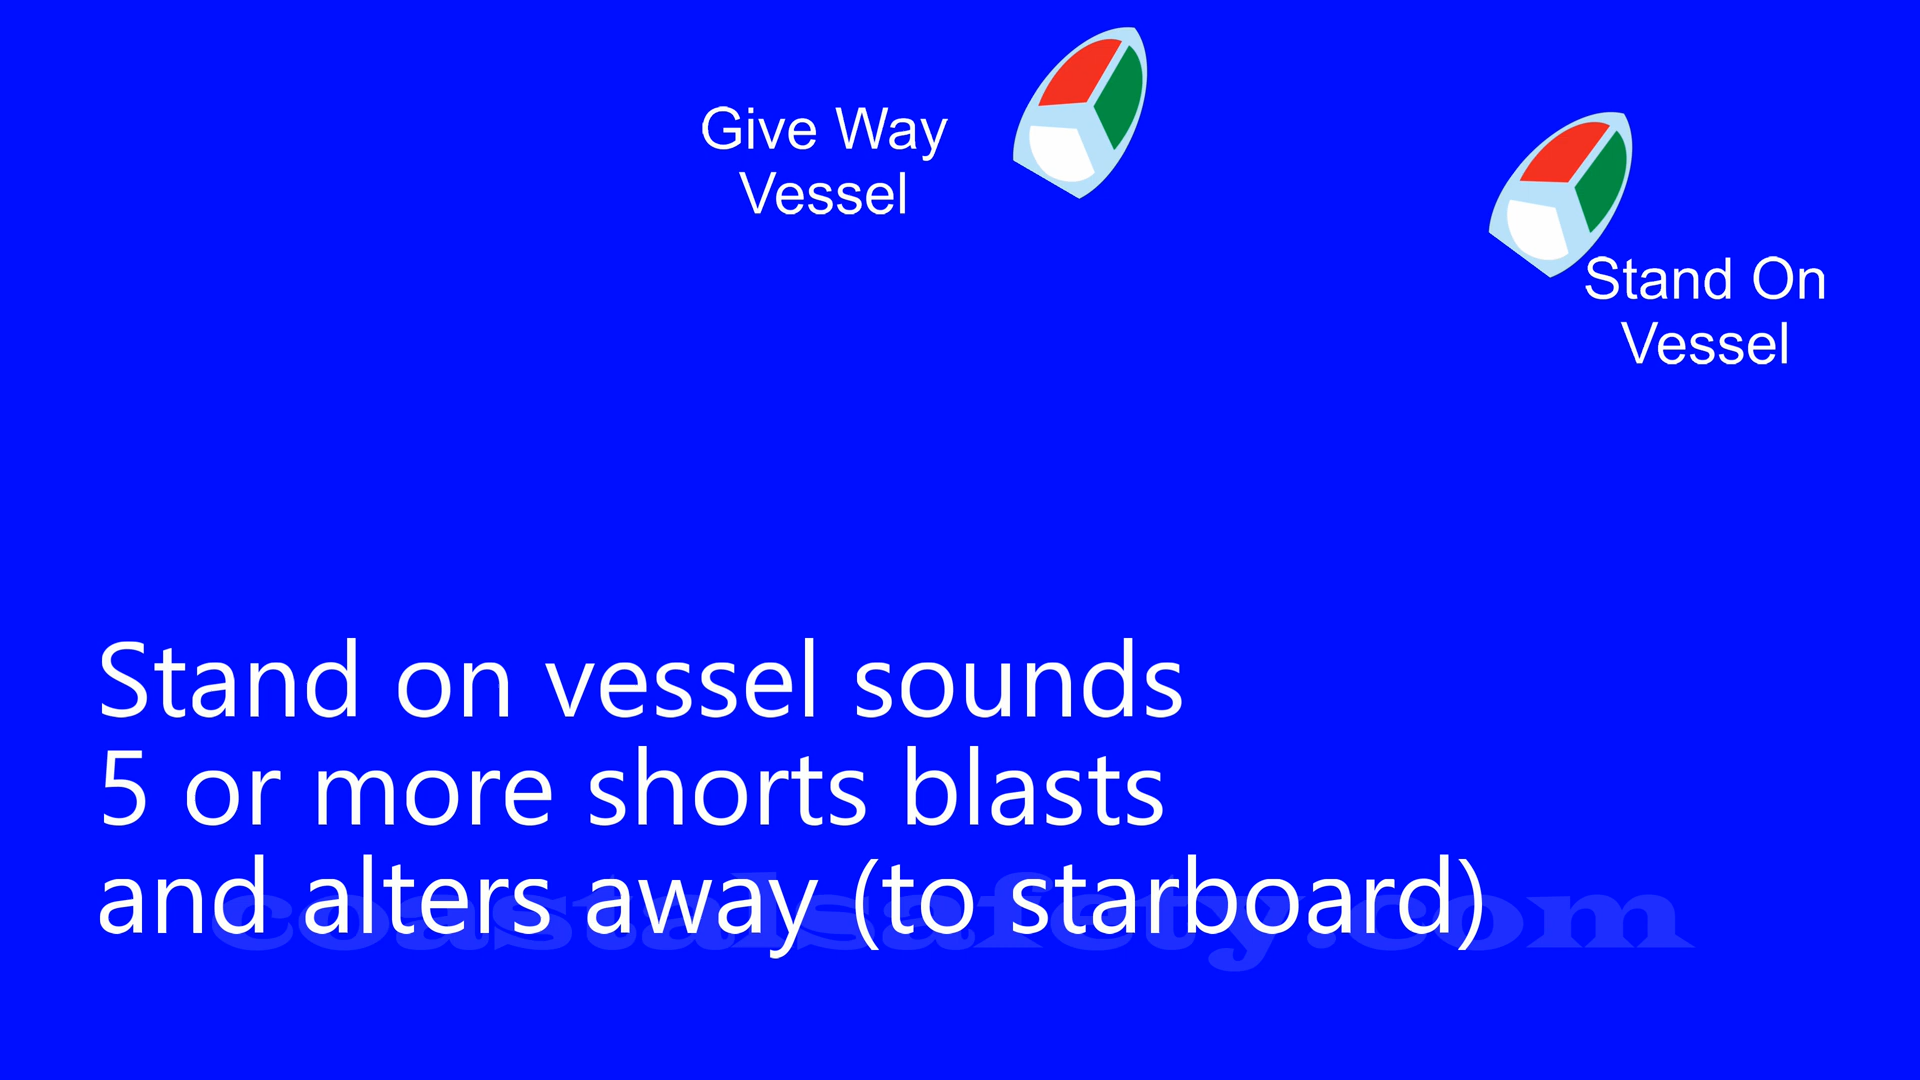 Give Way
Vessel
Stand On
Vessel
Stand on vessel sounds
5 or more shorts blasts
and alters away (to starboard)
coastalsafety.com